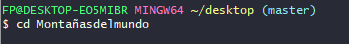 FP@DESKTOP-EO5MIBR MINGW64 ~/desktop (master)
$ cd Montañasdelmundo